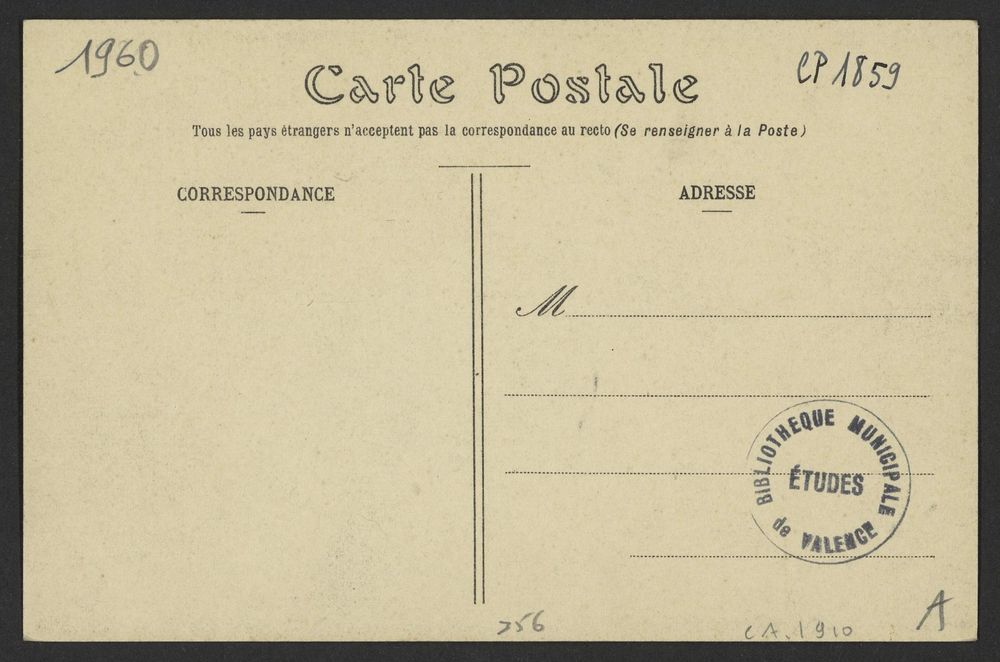 1960
CP 1859
Carte Postale
Tous les pays étrangers n'acceptent pas la correspondance au recto (Se renseigner à la Poste)
CORRESPONDANCE
ADRESSE
M
BIBLIOTHEQUE MUNICIPALE
ÉTUDES
de VALENCE
356
CA. 1910
A